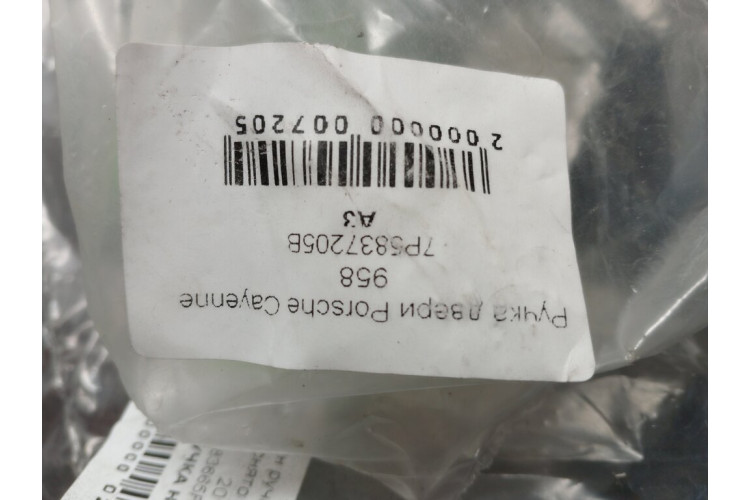 Ручка двери Porsche Cayenne
958
7P5837205B
A3
2 000000 007205